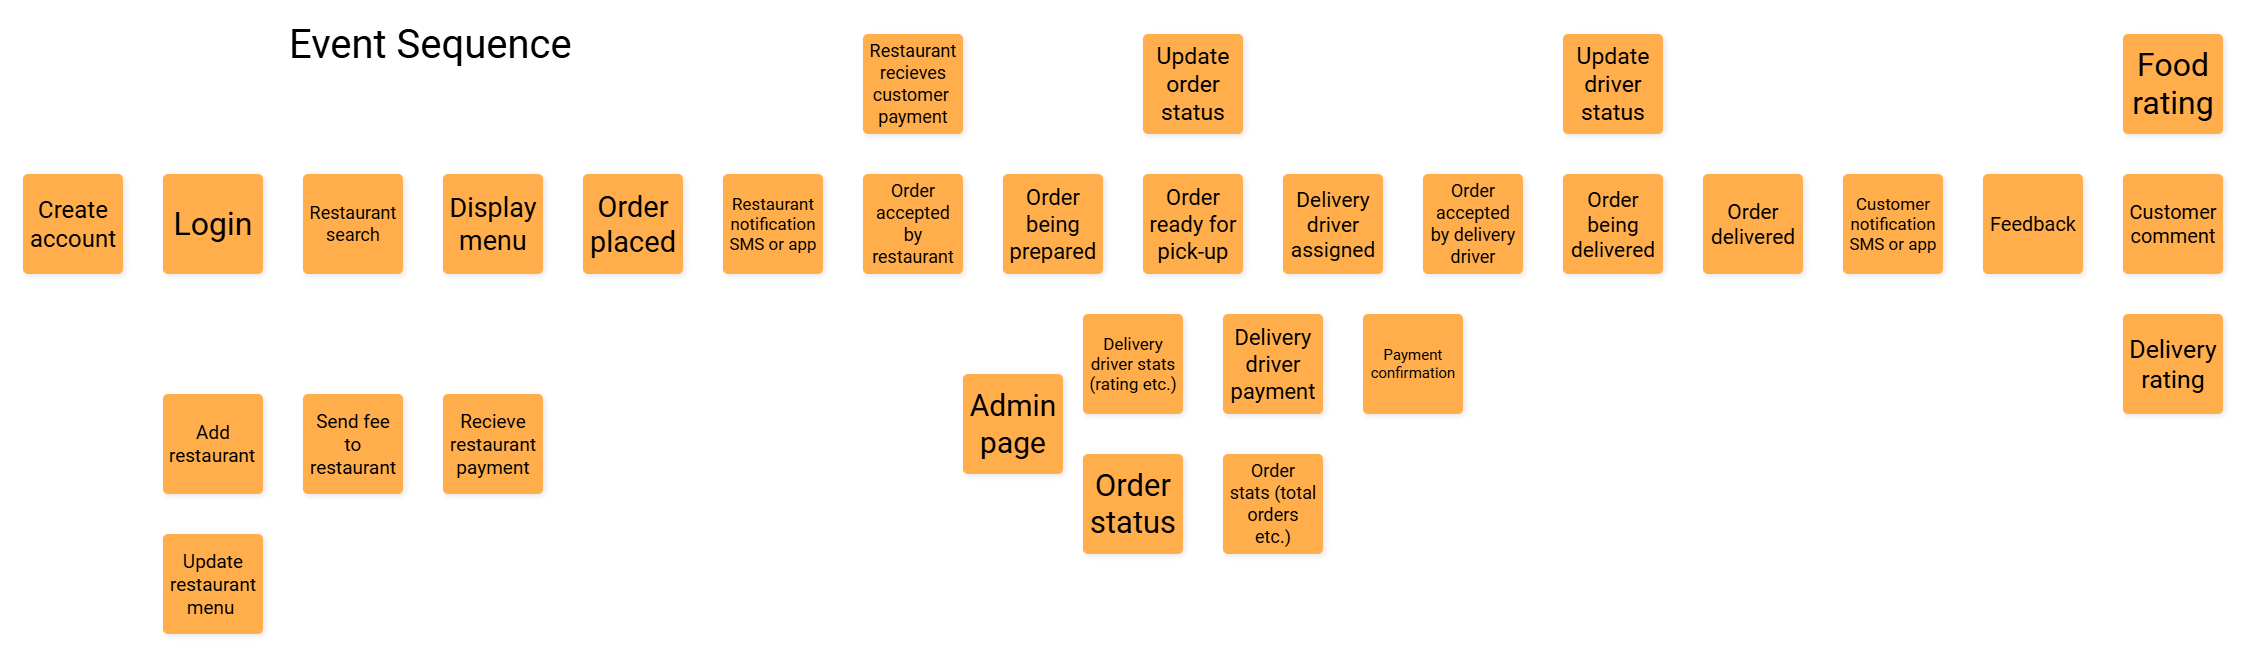 Event Sequence
Restaurant
recieves
customer
payment
Update
order
status
Update
driver
status
Food
rating
Create
account
Login
Restaurant
search
Display
menu
Order
placed
Restaurant
notification
SMS or app
Order
accepted
by
restaurant
Order
being
prepared
Order
ready for
pick-up
Delivery
driver
assigned
Order
accepted
by delivery
driver
Order
being
delivered
Order
delivered
Customer
notification
SMS or app
Feedback
Customer
comment
Delivery
driver stats
(rating etc.)
Delivery
driver
payment
Payment
confirmation
Delivery
rating
Admin
page
Add
restaurant
Send fee
to
restaurant
Recieve
restaurant
payment
Order
status
Order
stats (total
orders
etc.)
Update
restaurant
menu